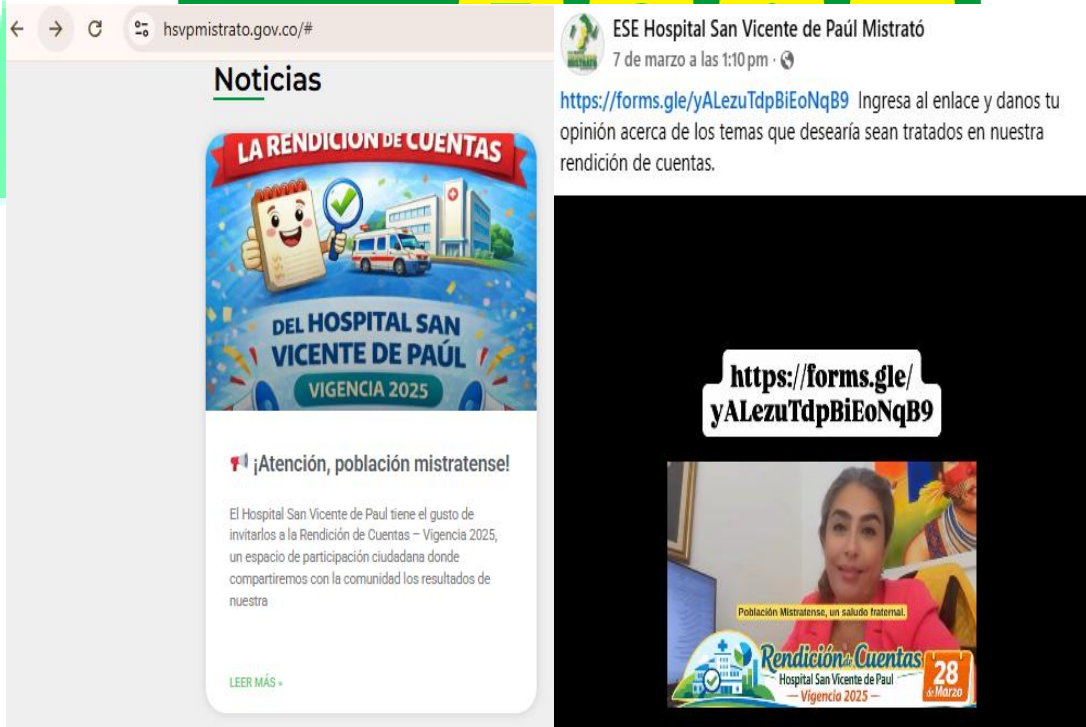 hsvpmistrato.gov.co/#
Noticias
LA RENDICIÓN DE CUENTAS
DEL HOSPITAL SAN
VICENTE DE PAÚL
VIGENCIA 2025
¡Atención, población mistratense!
El Hospital San Vicente de Paul tiene el gusto de
invitarlos a la Rendición de Cuentas – Vigencia 2025,
un espacio de participación ciudadana donde
compartiremos con la comunidad los resultados de
nuestra
LEER MÁS »
ESE Hospital San Vicente de Paúl Mistrató
7 de marzo a las 1:10 pm ·
https://forms.gle/yALezuTdpBiEoNqB9 Ingresa al enlace y danos tu
opinión acerca de los temas que desearía sean tratados en nuestra
rendición de cuentas.
https://forms.gle/
yALezuTdpBiEoNqB9
Población Mistratense, un saludo fraternal.
Rendición de Cuentas
Hospital San Vicente de Paul
— Vigencia 2025 —
28
de Marzo